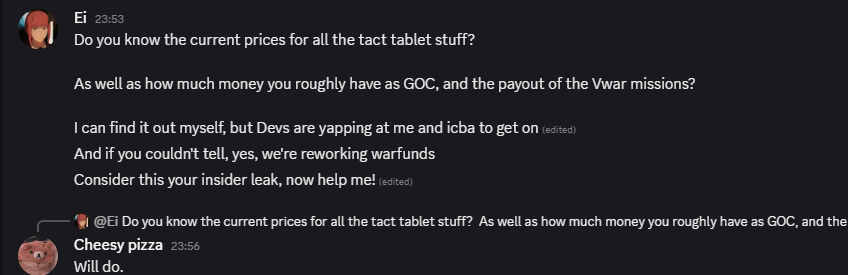 Ei 23:53
Do you know the current prices for all the tact tablet stuff?
As well as how much money you roughly have as GOC, and the payout of the Vwar missions?
I can find it out myself, but Devs are yapping at me and icba to get on (edited)
And if you couldn't tell, yes, we're reworking warfunds
Consider this your insider leak, now help me! (edited)
@Ei Do you know the current prices for all the tact tablet stuff? As well as how much money you roughly have as GOC, and the
Cheesy pizza 23:56
Will do.